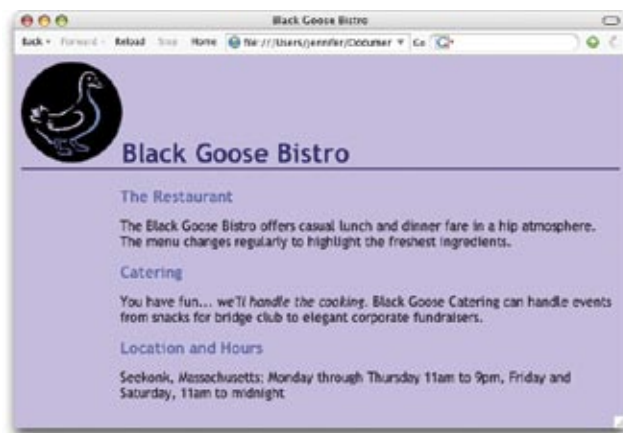 Black Goose Bistro
Back Forward Reload Stop Home file:///Users/jennifer/Documer Go
Black Goose Bistro
The Restaurant
The Black Goose Bistro offers casual lunch and dinner fare in a hip atmosphere.
The menu changes regularly to highlight the freshest ingredients.
Catering
You have fun... we'll handle the cooking. Black Goose Catering can handle events
from snacks for bridge club to elegant corporate fundraisers.
Location and Hours
Seekonk, Massachusetts; Monday through Thursday 11am to 9pm, Friday and
Saturday, 11am to midnight